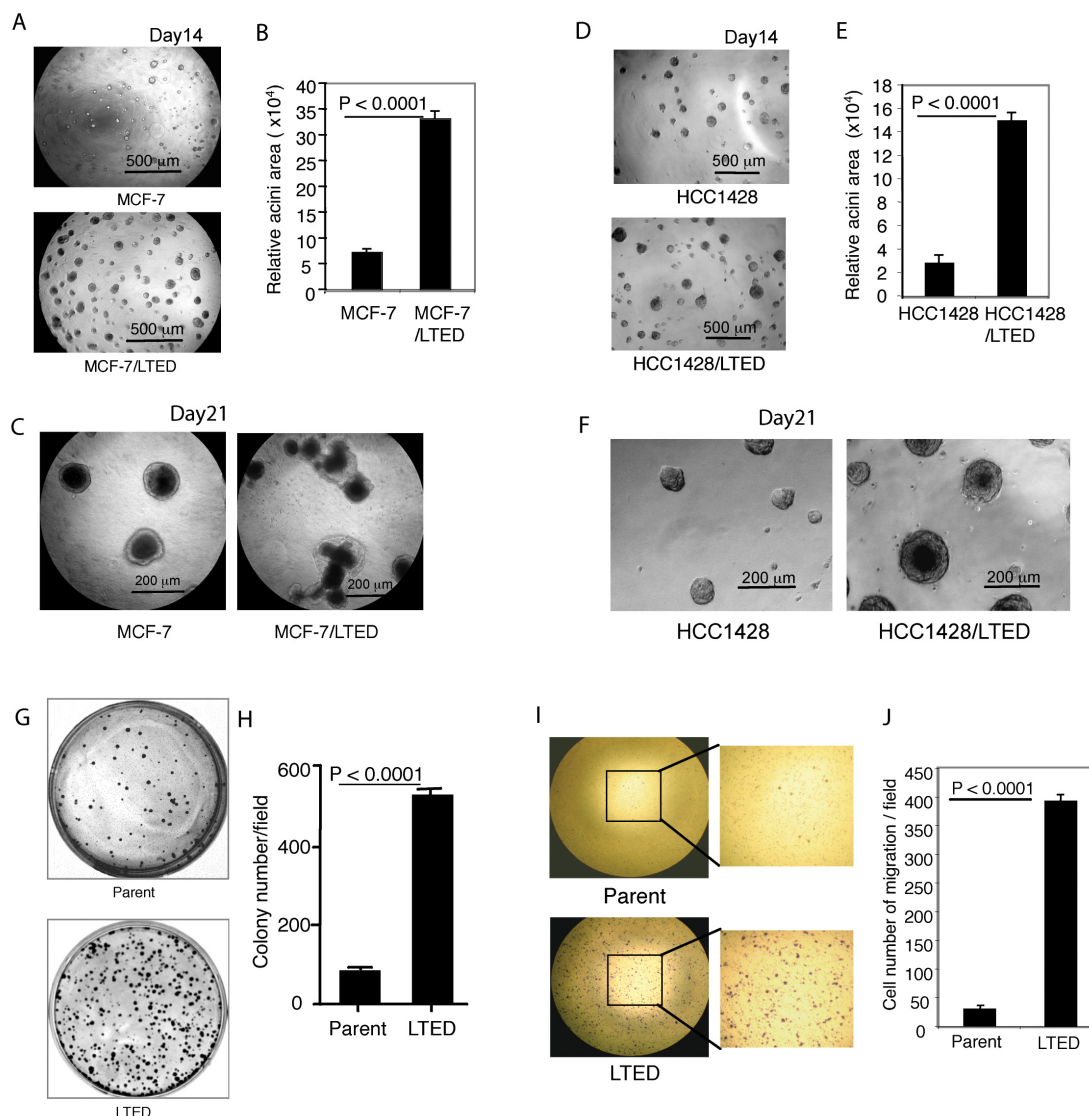 A
Day14
500 µm
MCF-7
500 µm
MCF-7/LTED
B
Relative acini area ( x10⁴)
40
35
30
25
20
15
10
5
0
P < 0.0001
MCF-7
MCF-7
/LTED
C
Day21
200 µm
MCF-7
200 µm
MCF-7/LTED
D
Day14
500 µm
HCC1428
500 µm
HCC1428/LTED
E
Relative acini area (x10⁴)
18
16
14
12
10
8
6
4
2
0
P < 0.0001
HCC1428
HCC1428
/LTED
F
Day21
200 µm
HCC1428
200 µm
HCC1428/LTED
G
Parent
LTED
H
Colony number/field
600
400
200
0
P < 0.0001
Parent
LTED
I
Parent
LTED
J
Cell number of migration / field
450
400
350
300
250
200
150
100
50
0
P < 0.0001
Parent
LTED